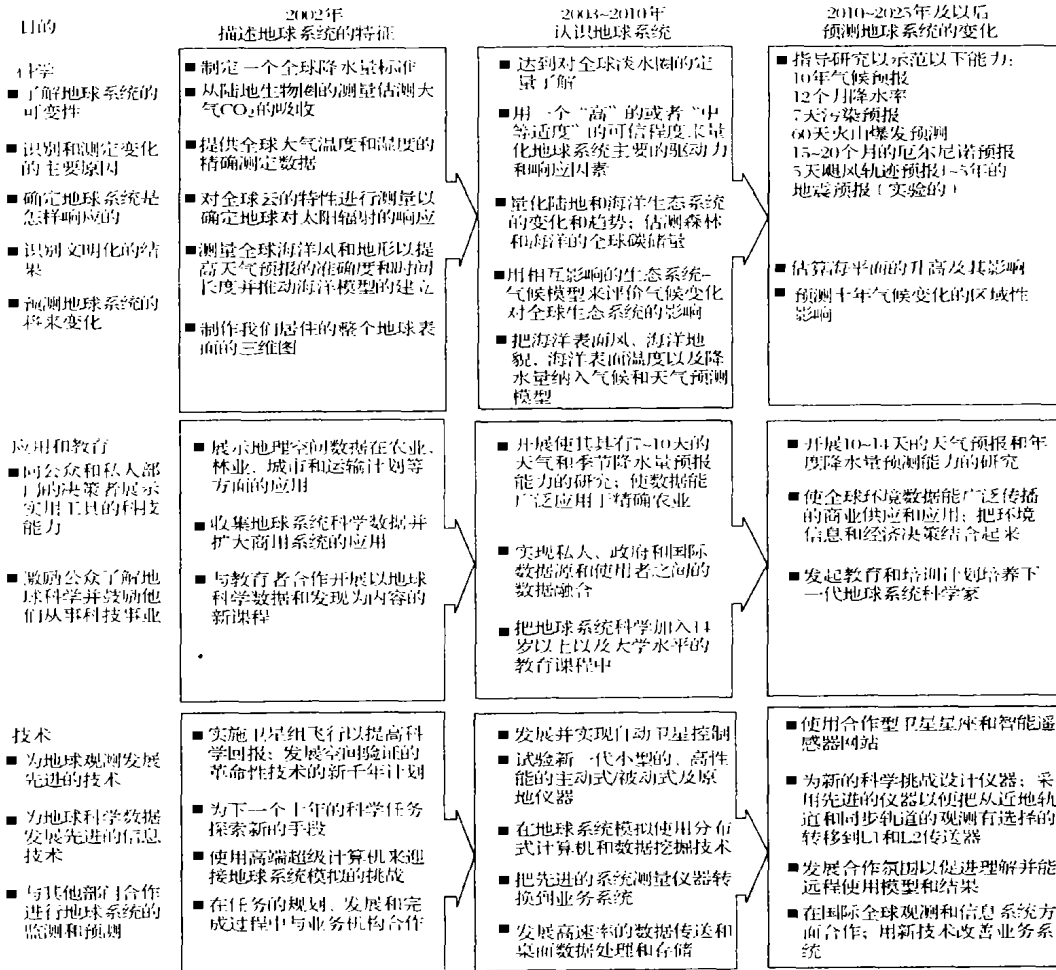 目的
2002年
描述地球系统的特征
2003~2010年
认识地球系统
2010~2025年及以后
预测地球系统的变化
科学
■ 了解地球系统的
可变性
■ 识别和测定变化
的主要原因
■ 确定地球系统是
怎样响应的
■ 识别文明化的结
果
■ 预测地球系统的
将来变化
■ 制定一个全球降水量标准
■ 从陆地生物圈的测量估测大
气CO₂的吸收
■ 提供全球大气温度和湿度的
精确测定数据
■ 对全球云的特性进行测量以
确定地球对太阳辐射的响应
■ 测量全球海洋风和地形以提
高天气预报的准确度和时间
长度并推动海洋模型的建立
■ 制作我们居住的整个地球表
面的三维图
■ 达到对全球淡水圈的定
量了解
■ 用一个“高”的或者“中
等适度”的可信程度来量
化地球系统主要的驱动力
和响应因素
■ 量化陆地和海洋生态系统
的变化和趋势；估测森林
和海洋的全球碳储量
■ 用相互影响的生态系统-
气候模型来评价气候变化
对全球生态系统的影响
■ 把海洋表面风、海洋地
貌、海洋表面温度以及降
水量纳入气候和天气预测
模型
■ 指导研究以示范以下能力：
10年气候预报
12个月降水率
7天污染预报
60天火山爆发预测
15~20个月的厄尔尼诺预报
5天飓风轨迹预报1~5年的
地震预报（实验的）
■ 估算海平面的升高及其影响
■ 预测十年气候变化的区域性
影响
应用和教育
■ 向公众和私人部
门的决策者展示
实用工具的科技
能力
■ 激励公众了解地
球科学并鼓励他
们从事科技事业
■ 展示地理空间数据在农业、
林业、城市和运输计划等
方面的应用
■ 收集地球系统科学数据并
扩大商用系统的应用
■ 与教育者合作开展以地球
科学数据和发现为内容的
新课程
■ 开展使其具有7~10天的
天气和季节降水量预报
能力的研究；使数据能
广泛应用于精确农业
■ 实现私人、政府和国际
数据源和使用者之间的
数据融合
■ 把地球系统科学加入14
岁以上以及大学水平的
教育课程中
■ 开展10~14天的天气预报和年
度降水量预测能力的研究
■ 使全球环境数据能广泛传播
的商业供应和应用；把环境
信息和经济决策结合起来
■ 发起教育和培训计划培养下
一代地球系统科学家
技术
■ 为地球观测发展
先进的技术
■ 为地球科学数据
发展先进的信息
技术
■ 与其他部门合作
进行地球系统的
监测和预测
■ 实施卫星组飞行以提高科
学回报；发展空间验证的
革命性技术的新千年计划
■ 为下一个十年的科学任务
探索新的手段
■ 使用高端超级计算机来迎
接地球系统模拟的挑战
■ 在任务的规划、发展和完
成过程中与业务机构合作
■ 发展并实现自动卫星控制
■ 试验新一代小型的、高性
能的主动式/被动式及原
地仪器
■ 在地球系统模拟使用分布
式计算机和数据挖掘技术
■ 把先进的系统测量仪器转
换到业务系统
■ 发展高速率的数据传送和
桌面数据处理和存储
■ 使用合作型卫星星座和智能遥
感器网站
■ 为新的科学挑战设计仪器；采
用先进的仪器以便把从近地轨
道和同步轨道的观测有选择的
转移到L1和L2传送器
■ 发展合作氛围以促进理解并能
远程使用模型和结果
■ 在国际全球观测和信息系统方
面合作；用新技术改善业务系
统